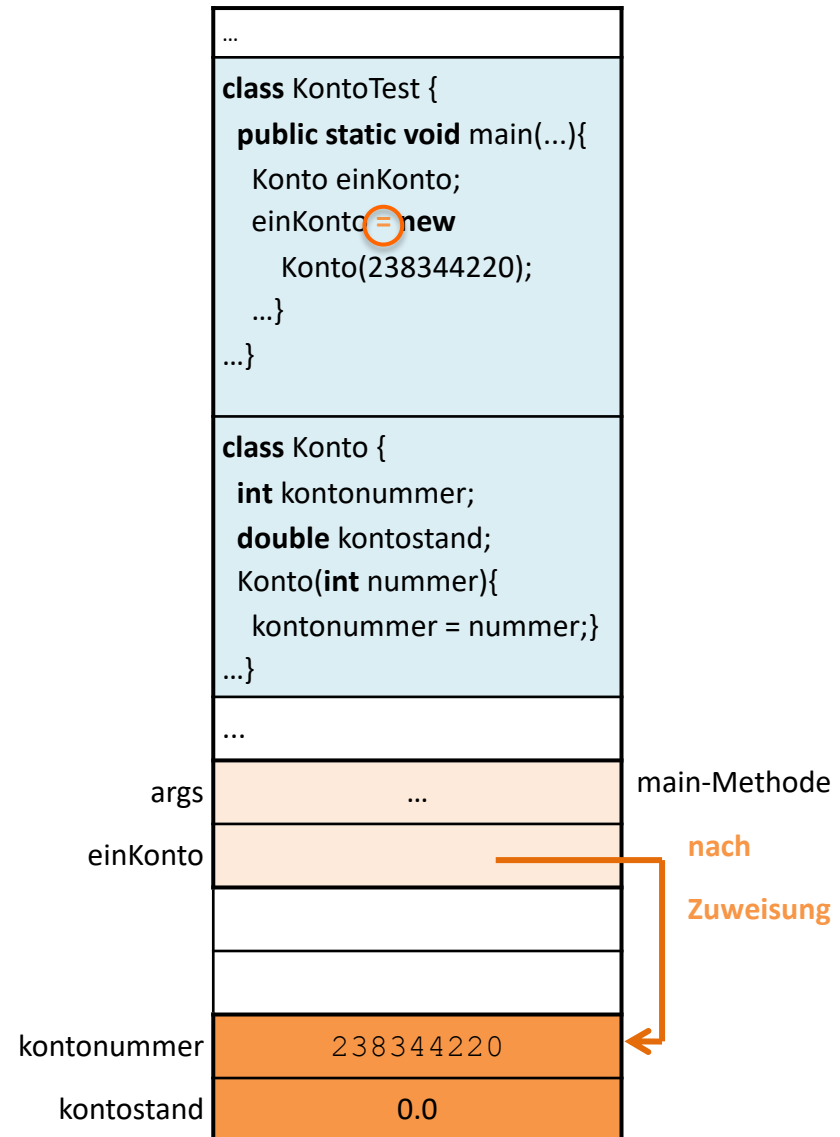 ...
class KontoTest {
public static void main(...){
Konto einKonto;
einKonto = new
Konto(238344220);
...}
...}
class Konto {
int kontonummer;
double kontostand;
Konto(int nummer){
kontonummer = nummer;}
...}
...
args ... main-Methode
einKonto nach
Zuweisung
kontonummer 238344220
kontostand 0.0